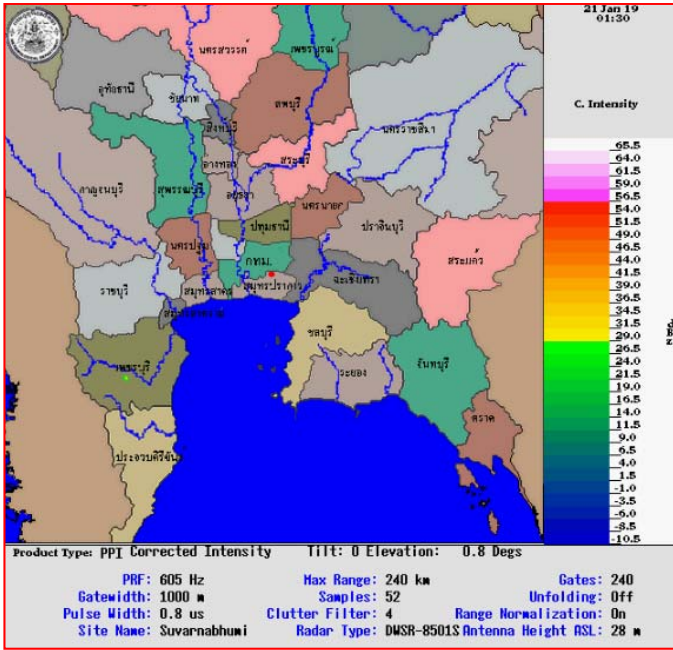 21 Jan 19
01:30
C. Intensity
65.5
64.0
61.5
59.0
56.5
54.0
51.5
49.0
46.5
44.0
41.5
39.0
36.5
34.0
31.5
29.0
26.5
24.0
21.5
19.0
16.5
14.0
11.5
9.0
6.5
4.0
1.5
-1.0
-3.5
-6.0
-8.5
-10.5
นครสวรรค์
เพชรบูรณ์
อุทัยธานี
ชัยนาท
ลพบุรี
สิงหบุรี
นครราชสีมา
อ่างทอง
สระบุรี
กาญจนบุรี
สุพรรณบุรี
อยุธยา
นครนายก
ปราจีนบุรี
ปทุมธานี
นครปฐม
กทม.
สระแก้ว
ราชบุรี
สมุทรสาคร
สมุทรปราการ
ฉะเชิงเทรา
ชลบุรี
เพชรบุรี
ระยอง
จันทบุรี
ตราด
ประจวบคีรีขันธ์
Product Type: PPI Corrected Intensity Tilt: 0 Elevation: 0.8 Degs
PRF: 605 Hz Max Range: 240 km Gates: 240
Gatewidth: 1000 m Samples: 52 Unfolding: Off
Pulse Width: 0.8 us Clutter Filter: 4 Range Normalization: On
Site Name: Suvarnabhumi Radar Type: DWSR-8501S Antenna Height ASL: 28 m